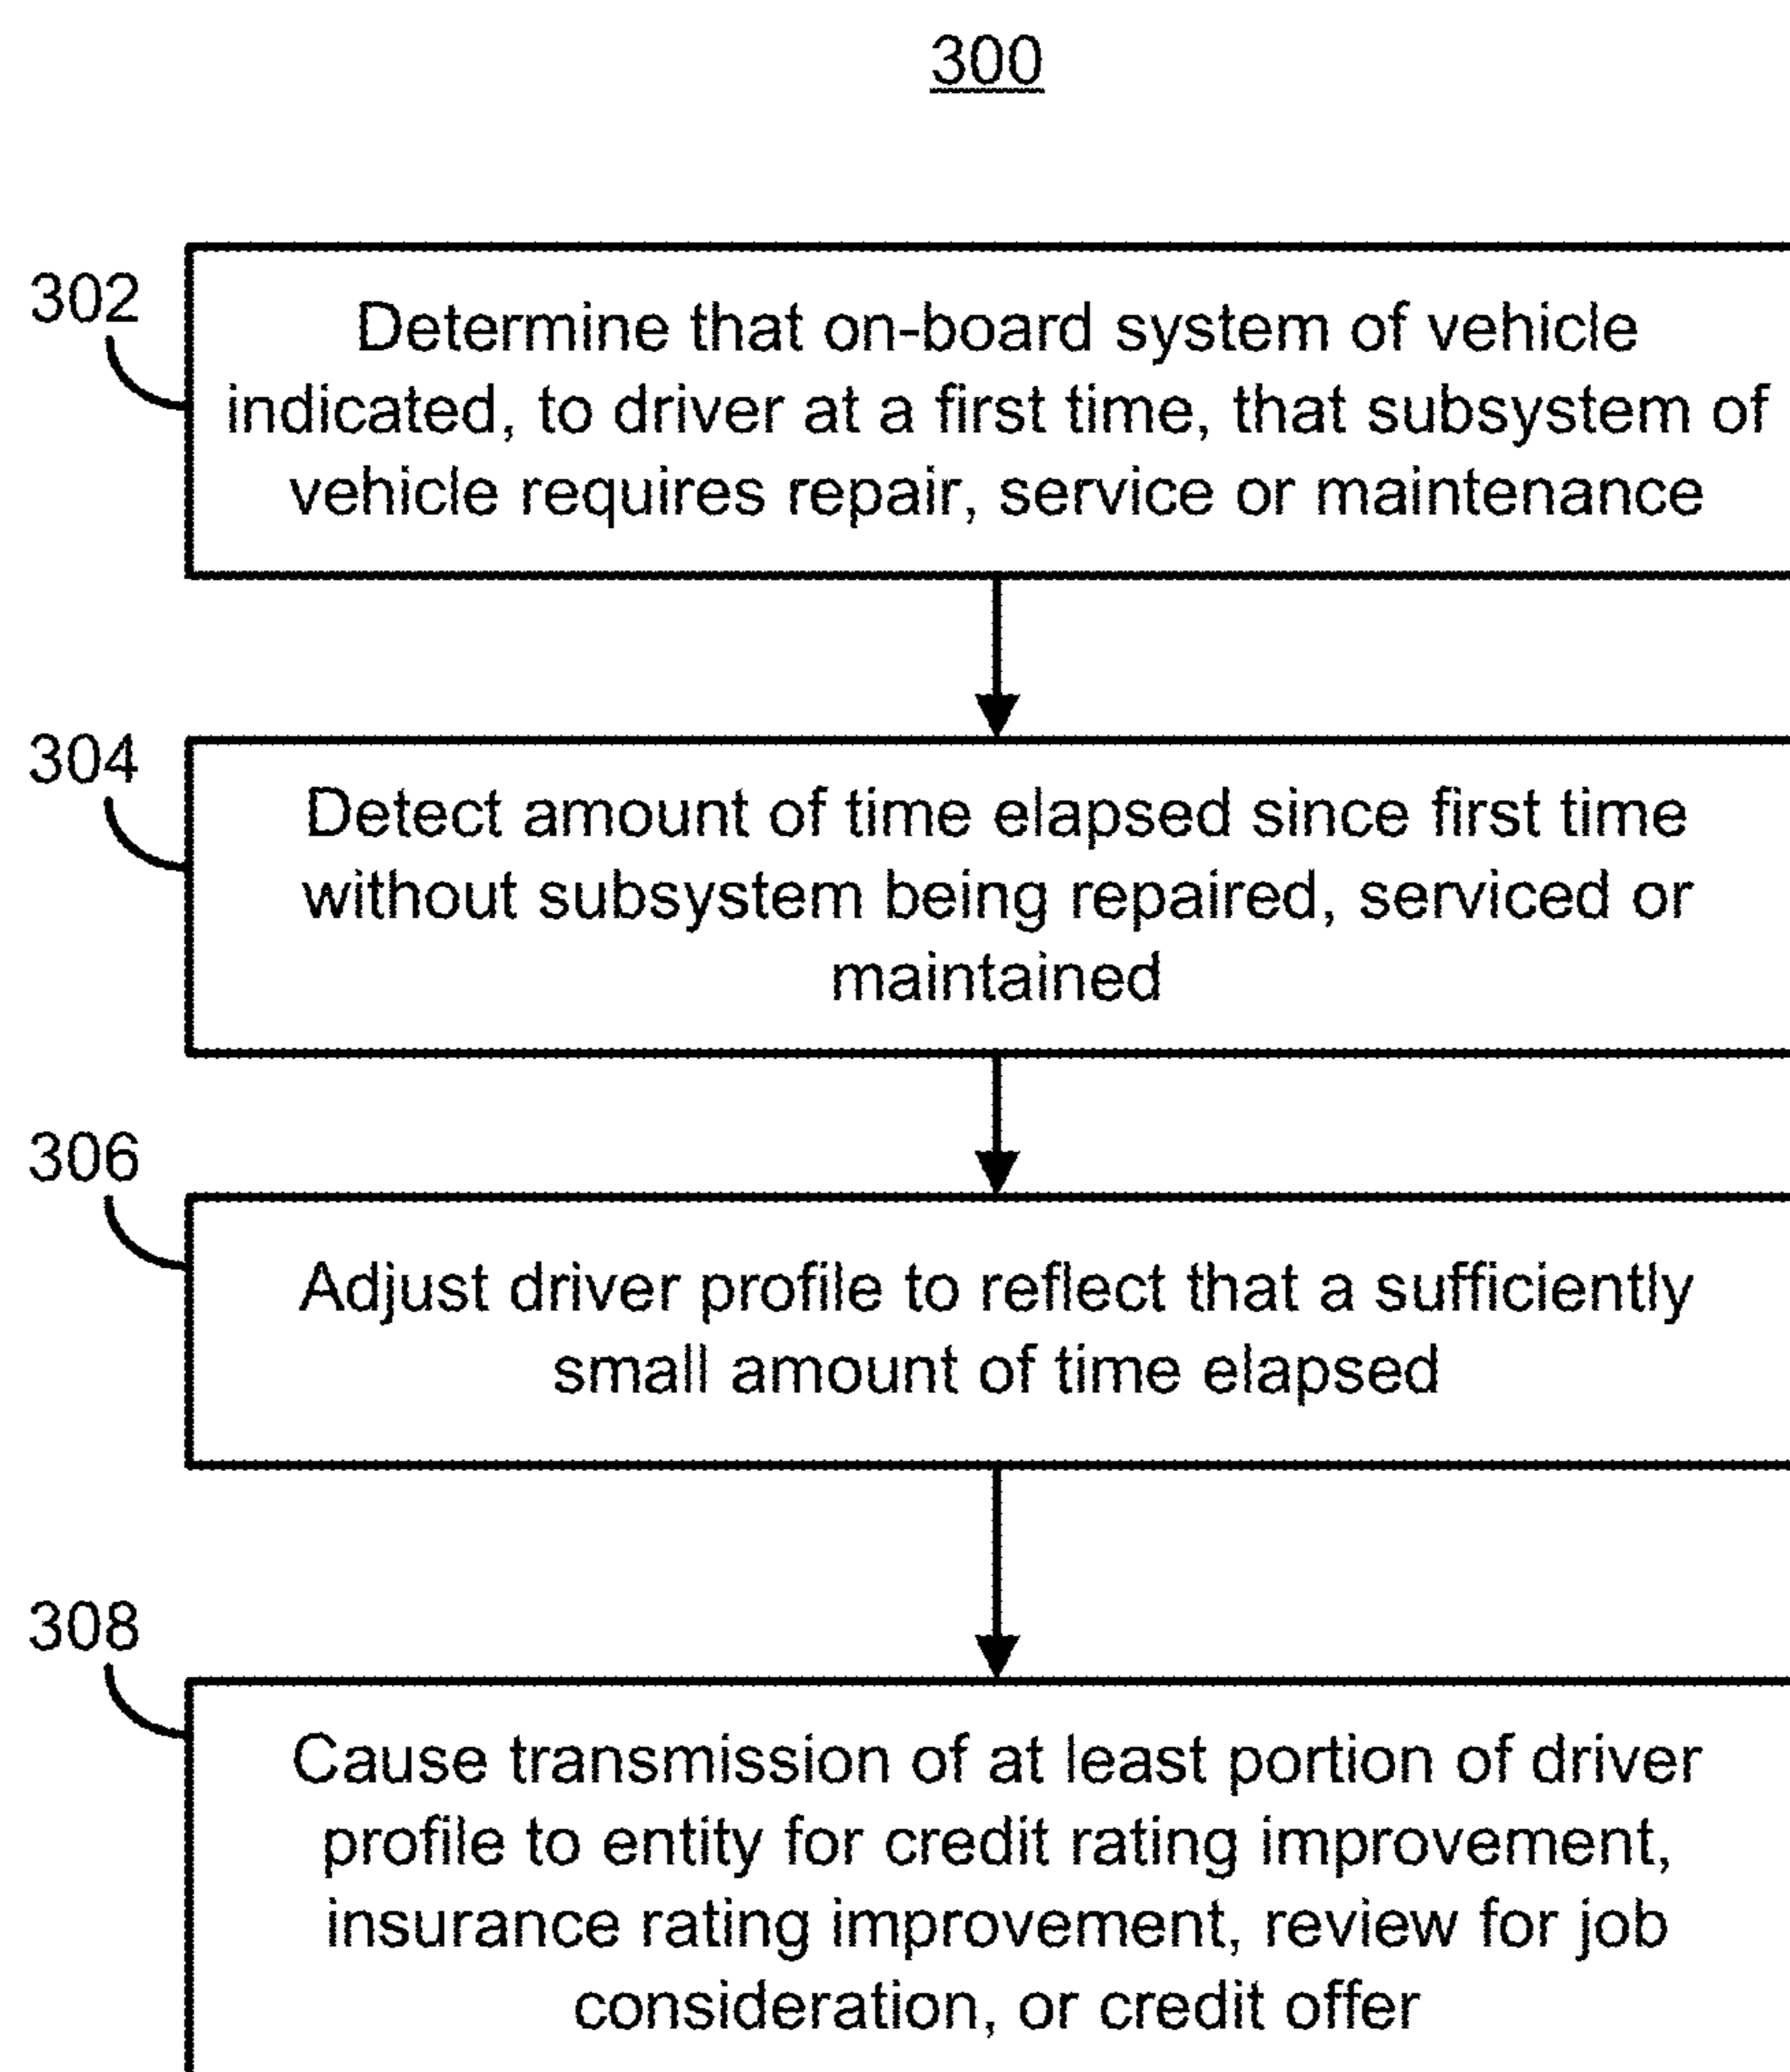 300
302
Determine that on-board system of vehicle
indicated, to driver at a first time, that subsystem of
vehicle requires repair, service or maintenance
304
Detect amount of time elapsed since first time
without subsystem being repaired, serviced or
maintained
306
Adjust driver profile to reflect that a sufficiently
small amount of time elapsed
308
Cause transmission of at least portion of driver
profile to entity for credit rating improvement,
insurance rating improvement, review for job
consideration, or credit offer